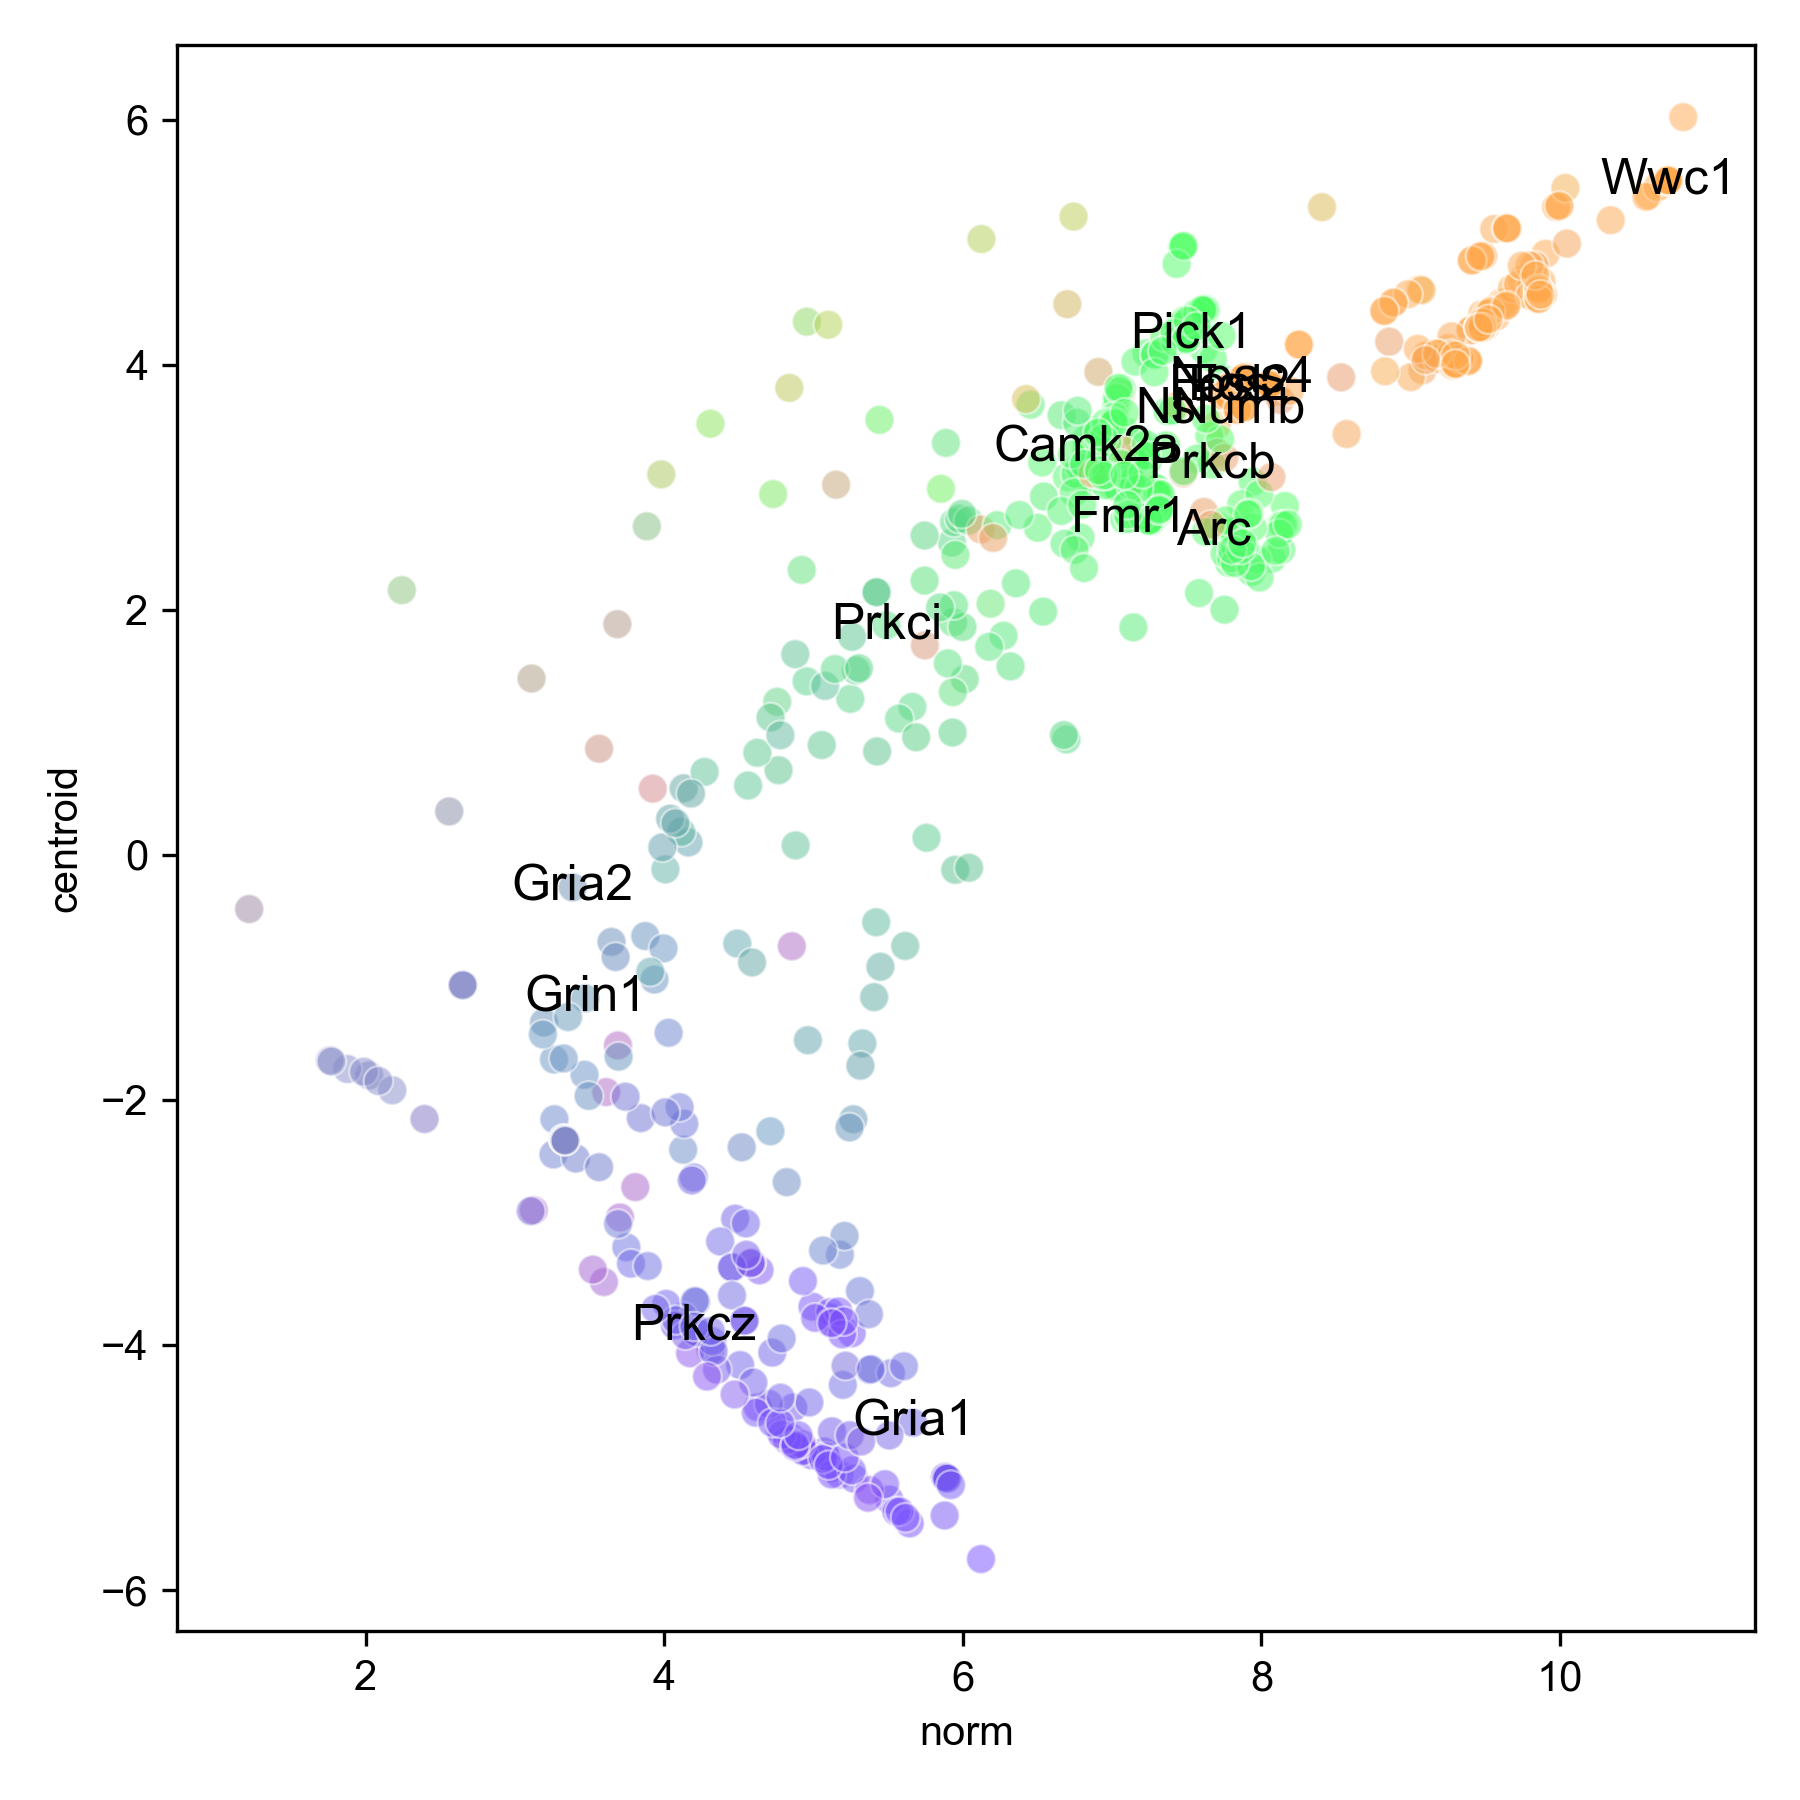 6
4
2
0
−2
−4
−6
centroid
Wwc1
Pick1
Numb
Camk2a
Prkcb
Fmr1
Arc
Prkci
Gria2
Grin1
Prkcz
Gria1
2 4 6 8 10
norm